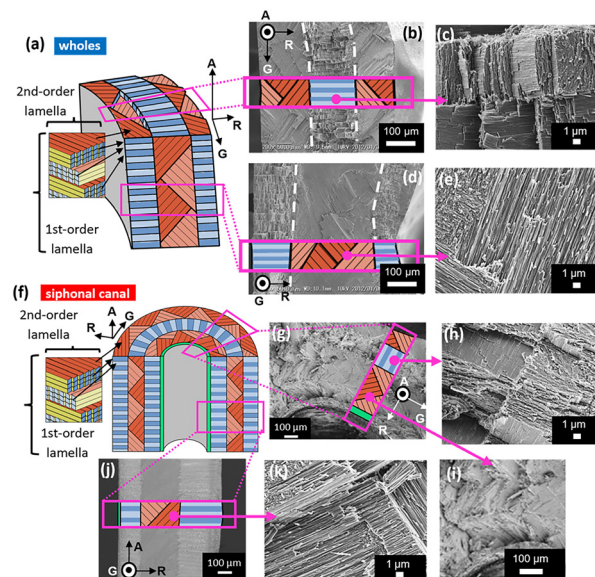 (a)
wholes
A
R
G
2nd-order
lamella
1st-order
lamella
A
R
G
(b)
100 µm
(c)
1 µm
(d)
G
R
100 µm
(e)
1 µm
(f)
siphonal canal
2nd-order
lamella
R
A
G
1st-order
lamella
(g)
A
G
R
100 µm
(h)
1 µm
(j)
A
G
R
100 µm
(k)
1 µm
(i)
100 µm